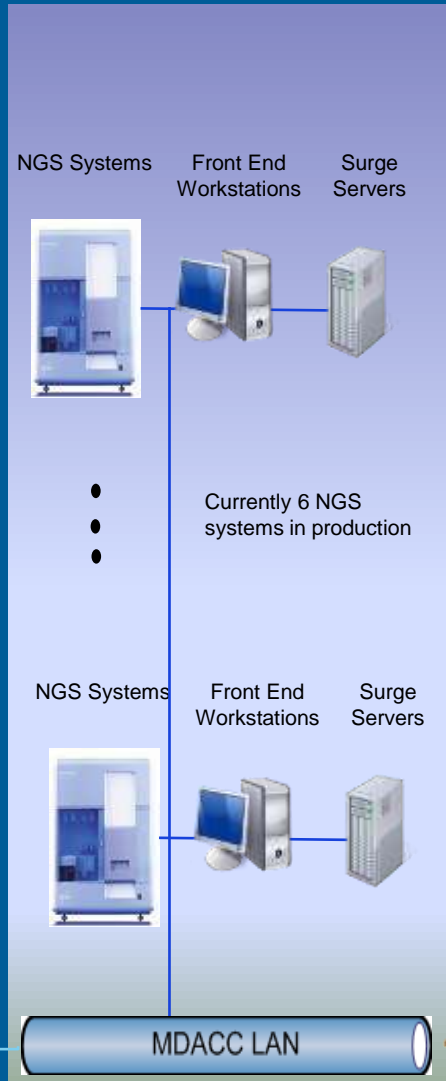 NGS Systems
Front End
Workstations
Surge
Servers
Currently 6 NGS
systems in production
NGS Systems
Front End
Workstations
Surge
Servers
MDACC LAN